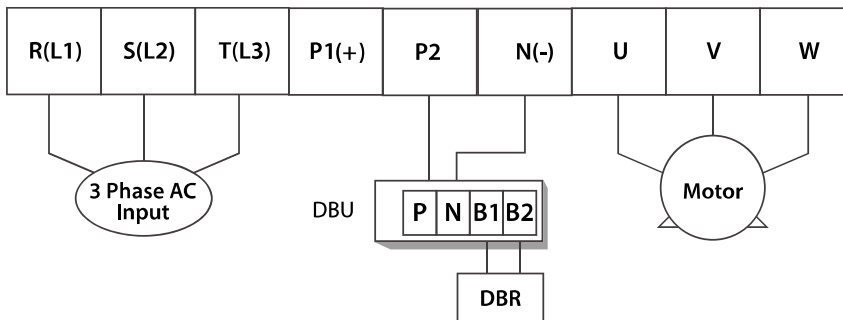 R(L1) S(L2) T(L3) P1(+) P2 N(-) U V W
3 Phase AC
Input
DBU
P N B1 B2
Motor
DBR